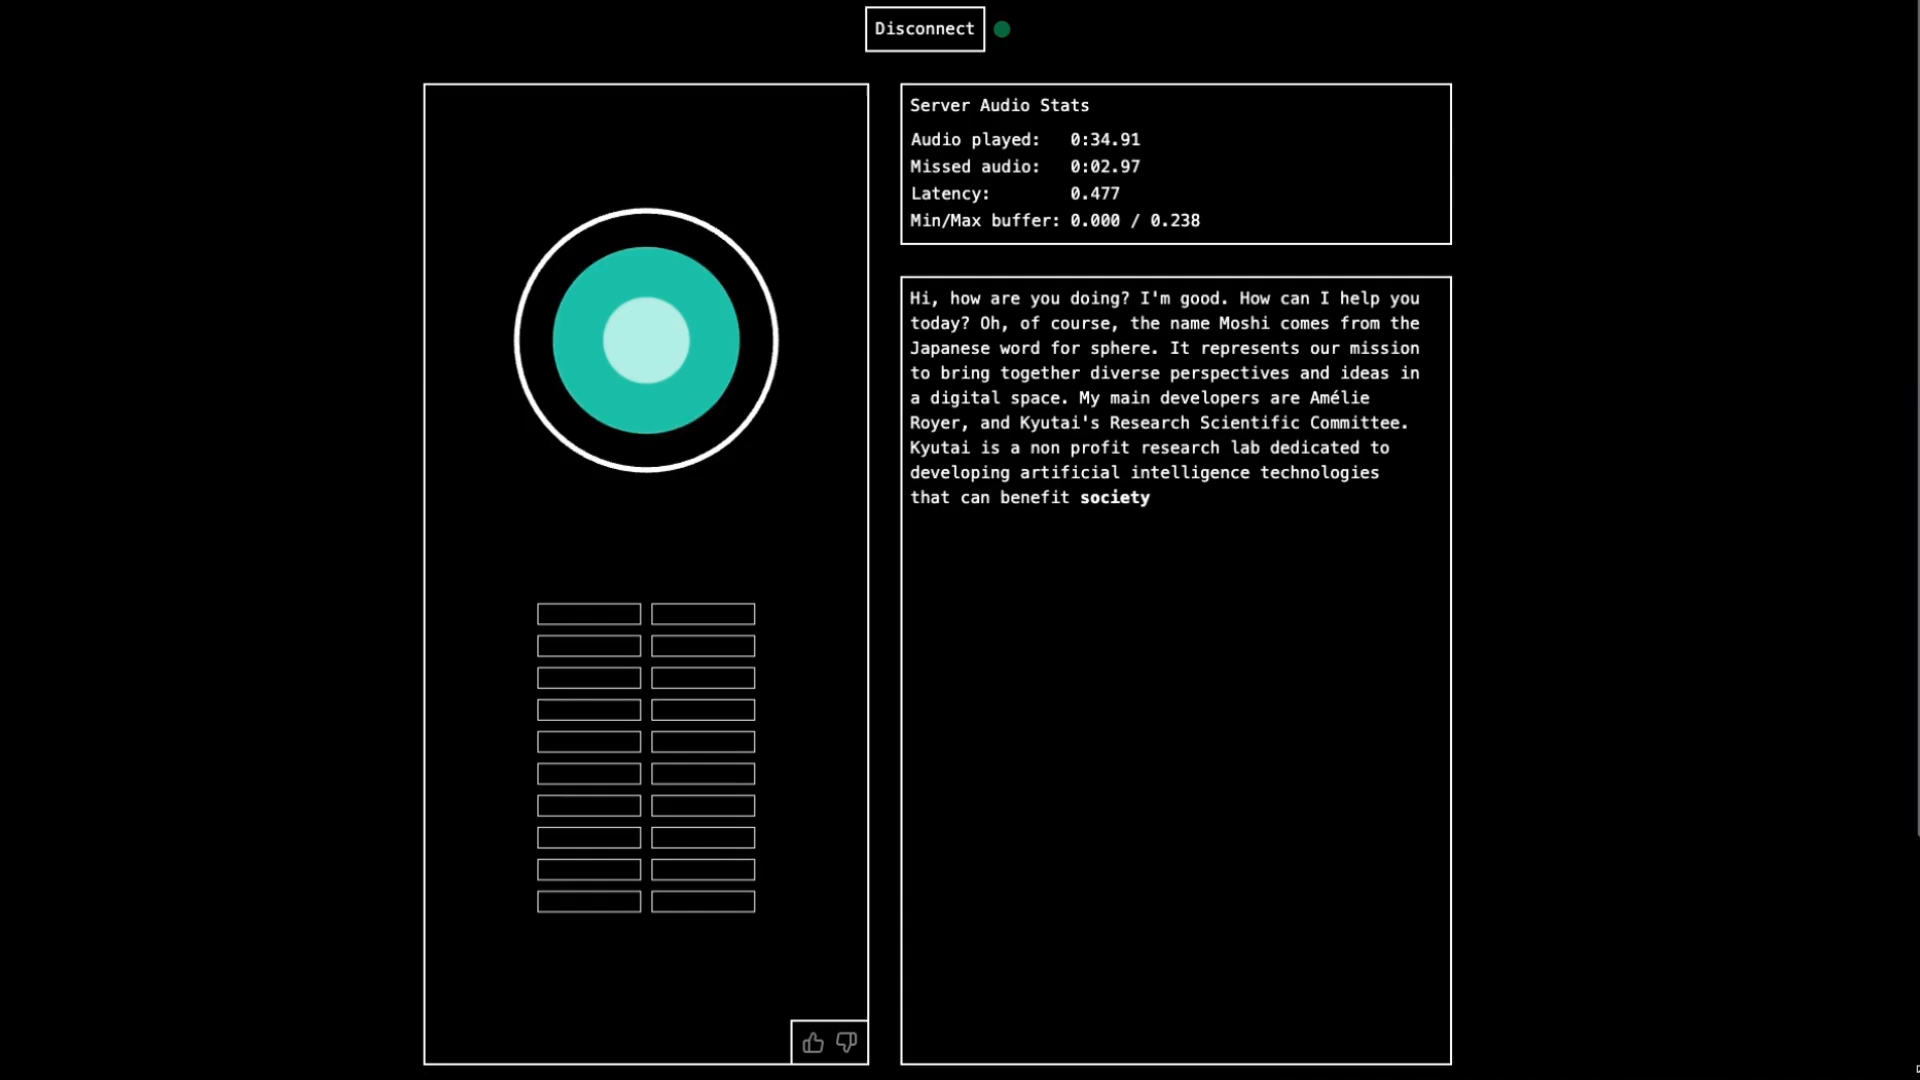 Disconnect
Server Audio Stats
Audio played: 0:34.91
Missed audio: 0:02.97
Latency: 0.477
Min/Max buffer: 0.000 / 0.238
Hi, how are you doing? I'm good. How can I help you
today? Oh, of course, the name Moshi comes from the
Japanese word for sphere. It represents our mission
to bring together diverse perspectives and ideas in
a digital space. My main developers are Amélie
Royer, and Kyutai's Research Scientific Committee.
Kyutai is a non profit research lab dedicated to
developing artificial intelligence technologies
that can benefit society